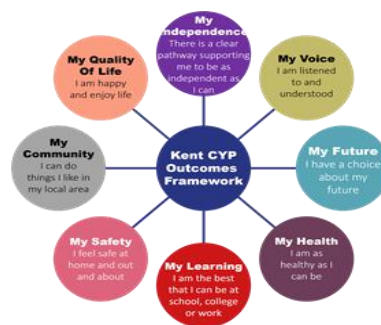 My
Independence
There is a clear
pathway supporting
me to be as
independent as
I can
My Quality
Of Life
I am happy
and enjoy life
My Voice
I am listened
to and
understood
My
Community
I can do
things I like in
my local area
Kent CYP
Outcomes
Framework
My Future
I have a choice
about my
future
My Safety
I feel safe at
home and out
and about
My Learning
I am the best
that I can be at
school, college
or work
My Health
I am as
healthy as I
can be